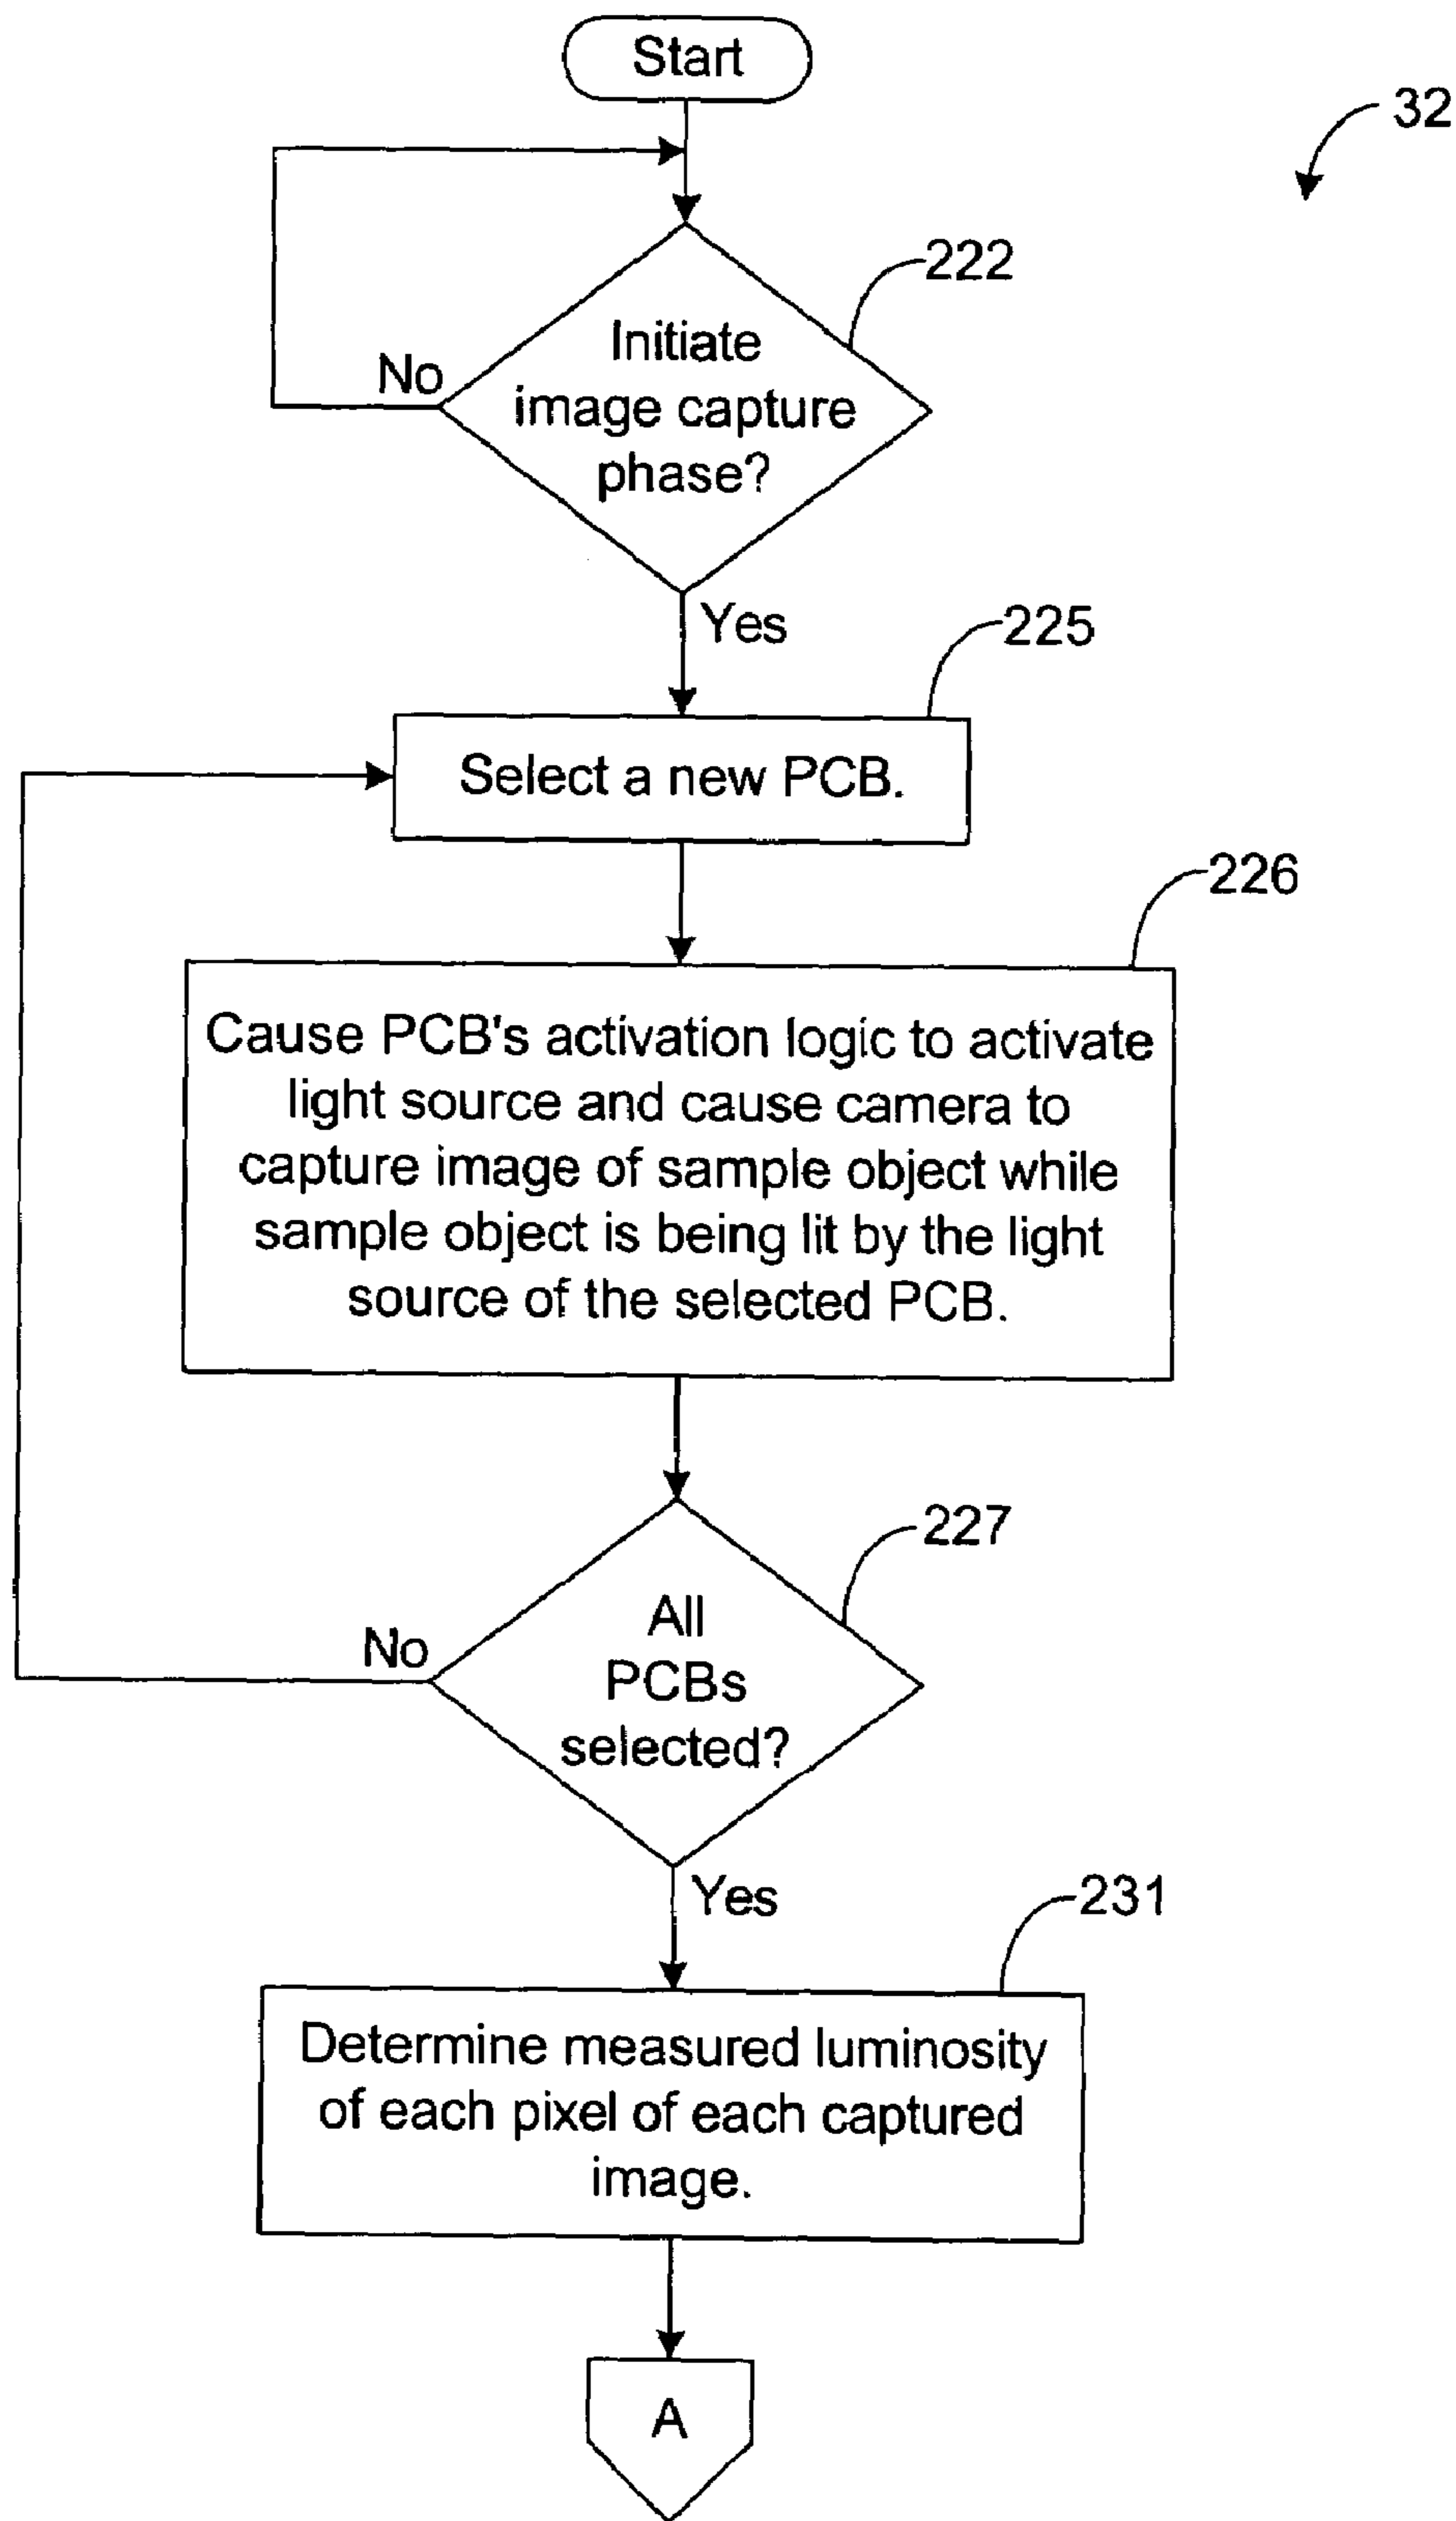 Start
32
222
Initiate
image capture
phase?
No
Yes
225
Select a new PCB.
226
Cause PCB's activation logic to activate
light source and cause camera to
capture image of sample object while
sample object is being lit by the light
source of the selected PCB.
227
All
PCBs
selected?
No
Yes
231
Determine measured luminosity
of each pixel of each captured
image.
A